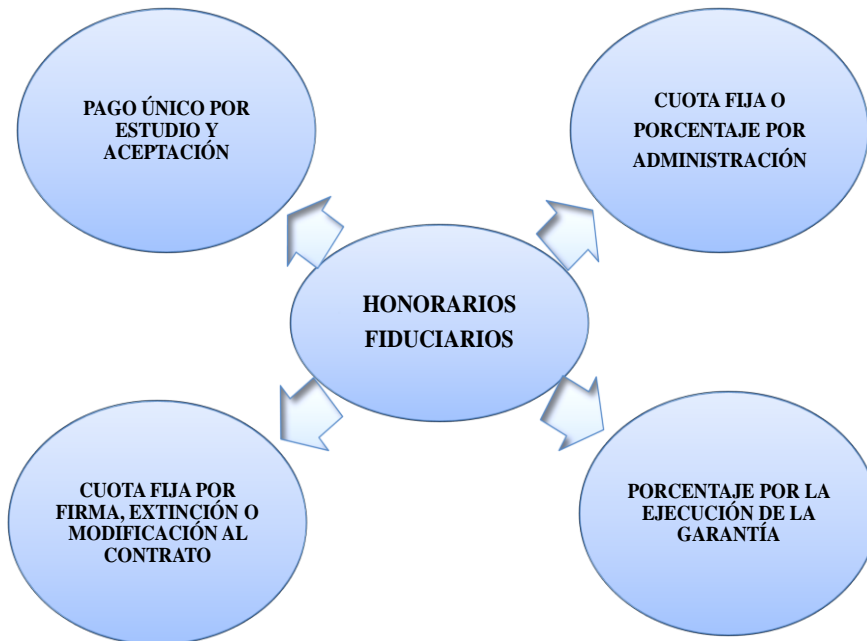 PAGO ÚNICO POR
ESTUDIO Y
ACEPTACIÓN
CUOTA FIJA O
PORCENTAJE POR
ADMINISTRACIÓN
HONORARIOS
FIDUCIARIOS
CUOTA FIJA POR
FIRMA, EXTINCIÓN O
MODIFICACIÓN AL
CONTRATO
PORCENTAJE POR LA
EJECUCIÓN DE LA
GARANTÍA